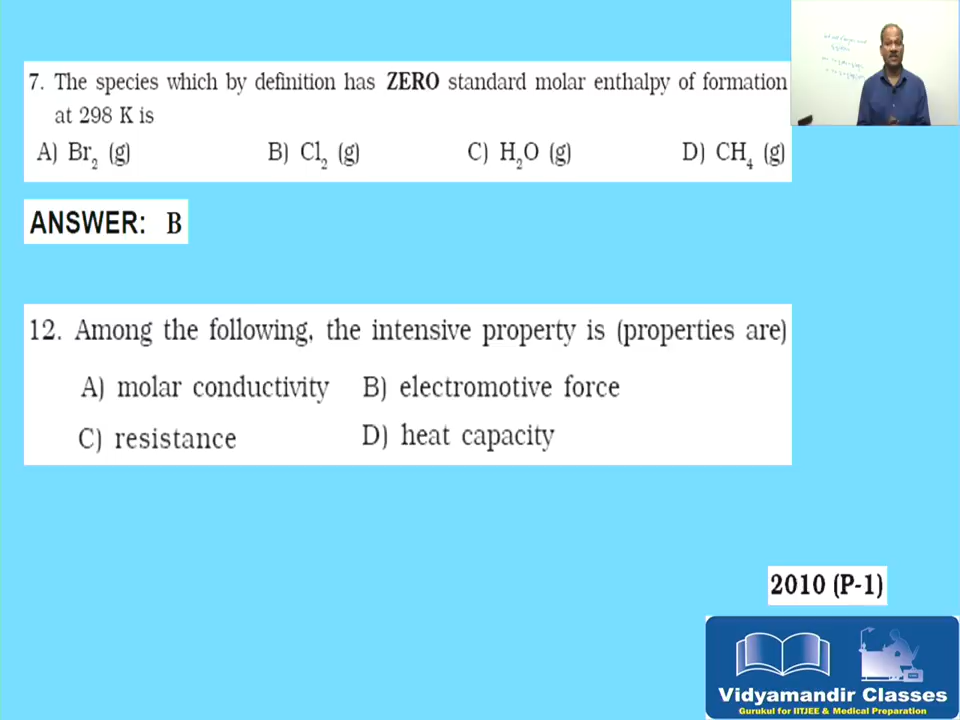 7. The species which by definition has ZERO standard molar enthalpy of formation
at 298 K is
A) Br₂ (g) B) Cl₂ (g) C) H₂O (g) D) CH₄ (g)
ANSWER: B
12. Among the following, the intensive property is (properties are)
A) molar conductivity B) electromotive force
C) resistance D) heat capacity
2010 (P-1)
Vidyamandir Classes
Gurukul for IITJEE & Medical Preparation